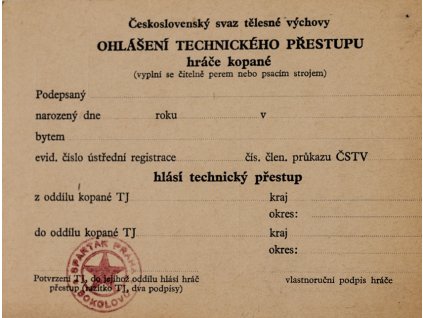 Československý svaz tělesné výchovy
OHLÁŠENÍ TECHNICKÉHO PŘESTUPU
hráče kopané
(vyplní se čitelně perem nebo psacím strojem)
Podepsaný
narozený dne roku v
bytem
evid. číslo ústřední registrace čís. člen. průkazu ČSTV
hlásí technický přestup
z oddílu kopané TJ kraj
okres:
do oddílu kopané TJ kraj
okres:
SPARTAK PRAHA
SOKOLOVO
Potvrzení TJ, do jejíhož oddílu hlásí hráč
přestup (razítko TJ, dva podpisy)
vlastnoruční podpis hráče